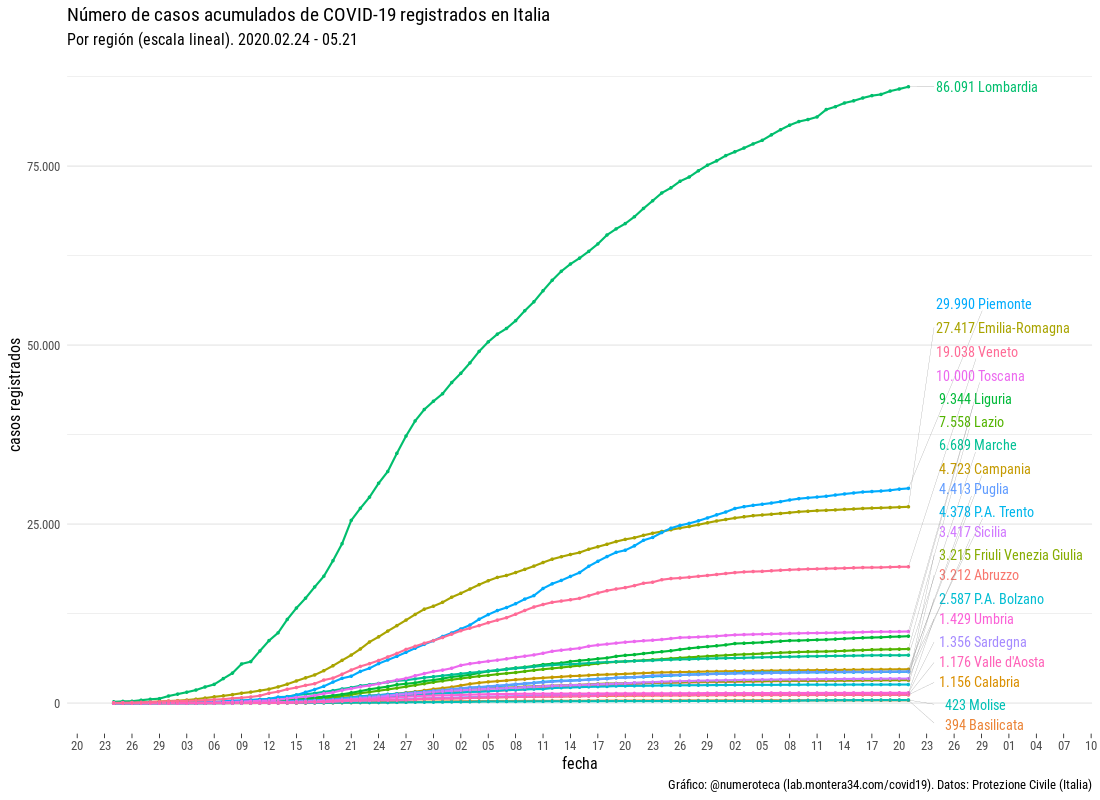 Número de casos acumulados de COVID-19 registrados en Italia
Por región (escala lineal). 2020.02.24 - 05.21
86.091 Lombardia
75.000
29.990 Piemonte
27.417 Emilia-Romagna
50.000
19.038 Veneto
10.000 Toscana
9.344 Liguria
7.558 Lazio
6.689 Marche
4.723 Campania
4.413 Puglia
4.378 P.A. Trento
25.000
3.417 Sicilia
3.215 Friuli Venezia Giulia
3.212 Abruzzo
2.587 P.A. Bolzano
1.429 Umbria
1.356 Sardegna
1.176 Valle d'Aosta
1.156 Calabria
0
423 Molise
394 Basilicata
casos registrados
20 23 26 29 03 06 09 12 15 18 21 24 27 30 02 05 08 11 14 17 20 23 26 29 02 05 08 11 14 17 20 23 26 29 01 04 07 10
fecha
Gráfico: @numeroteca (lab.montera34.com/covid19). Datos: Protezione Civile (Italia)